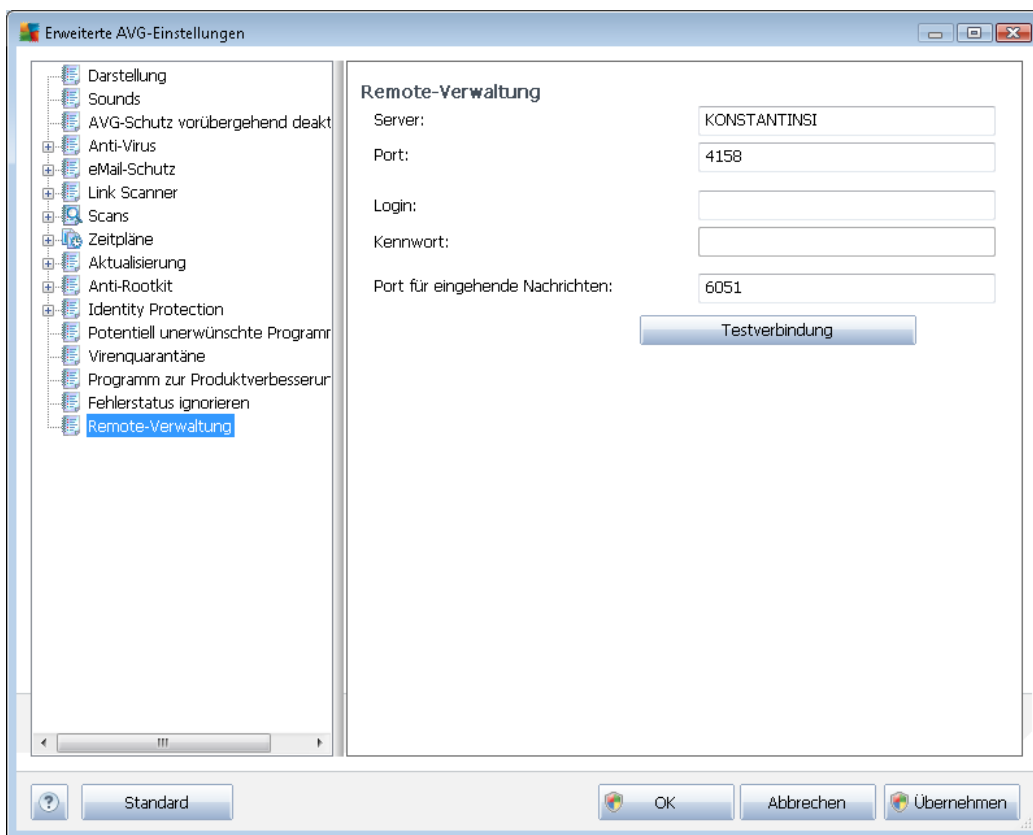 Erweiterte AVG-Einstellungen
Darstellung
Sounds
AVG-Schutz vorübergehend deakt
Anti-Virus
eMail-Schutz
Link Scanner
Scans
Zeitpläne
Aktualisierung
Anti-Rootkit
Identity Protection
Potentiell unerwünschte Programm
Virenquarantäne
Programm zur Produktverbesserur
Fehlerstatus ignorieren
Remote-Verwaltung
Remote-Verwaltung
Server: KONSTANTINSI
Port: 4158
Login:
Kennwort:
Port für eingehende Nachrichten: 6051
Testverbindung
? Standard OK Abbrechen Übernehmen